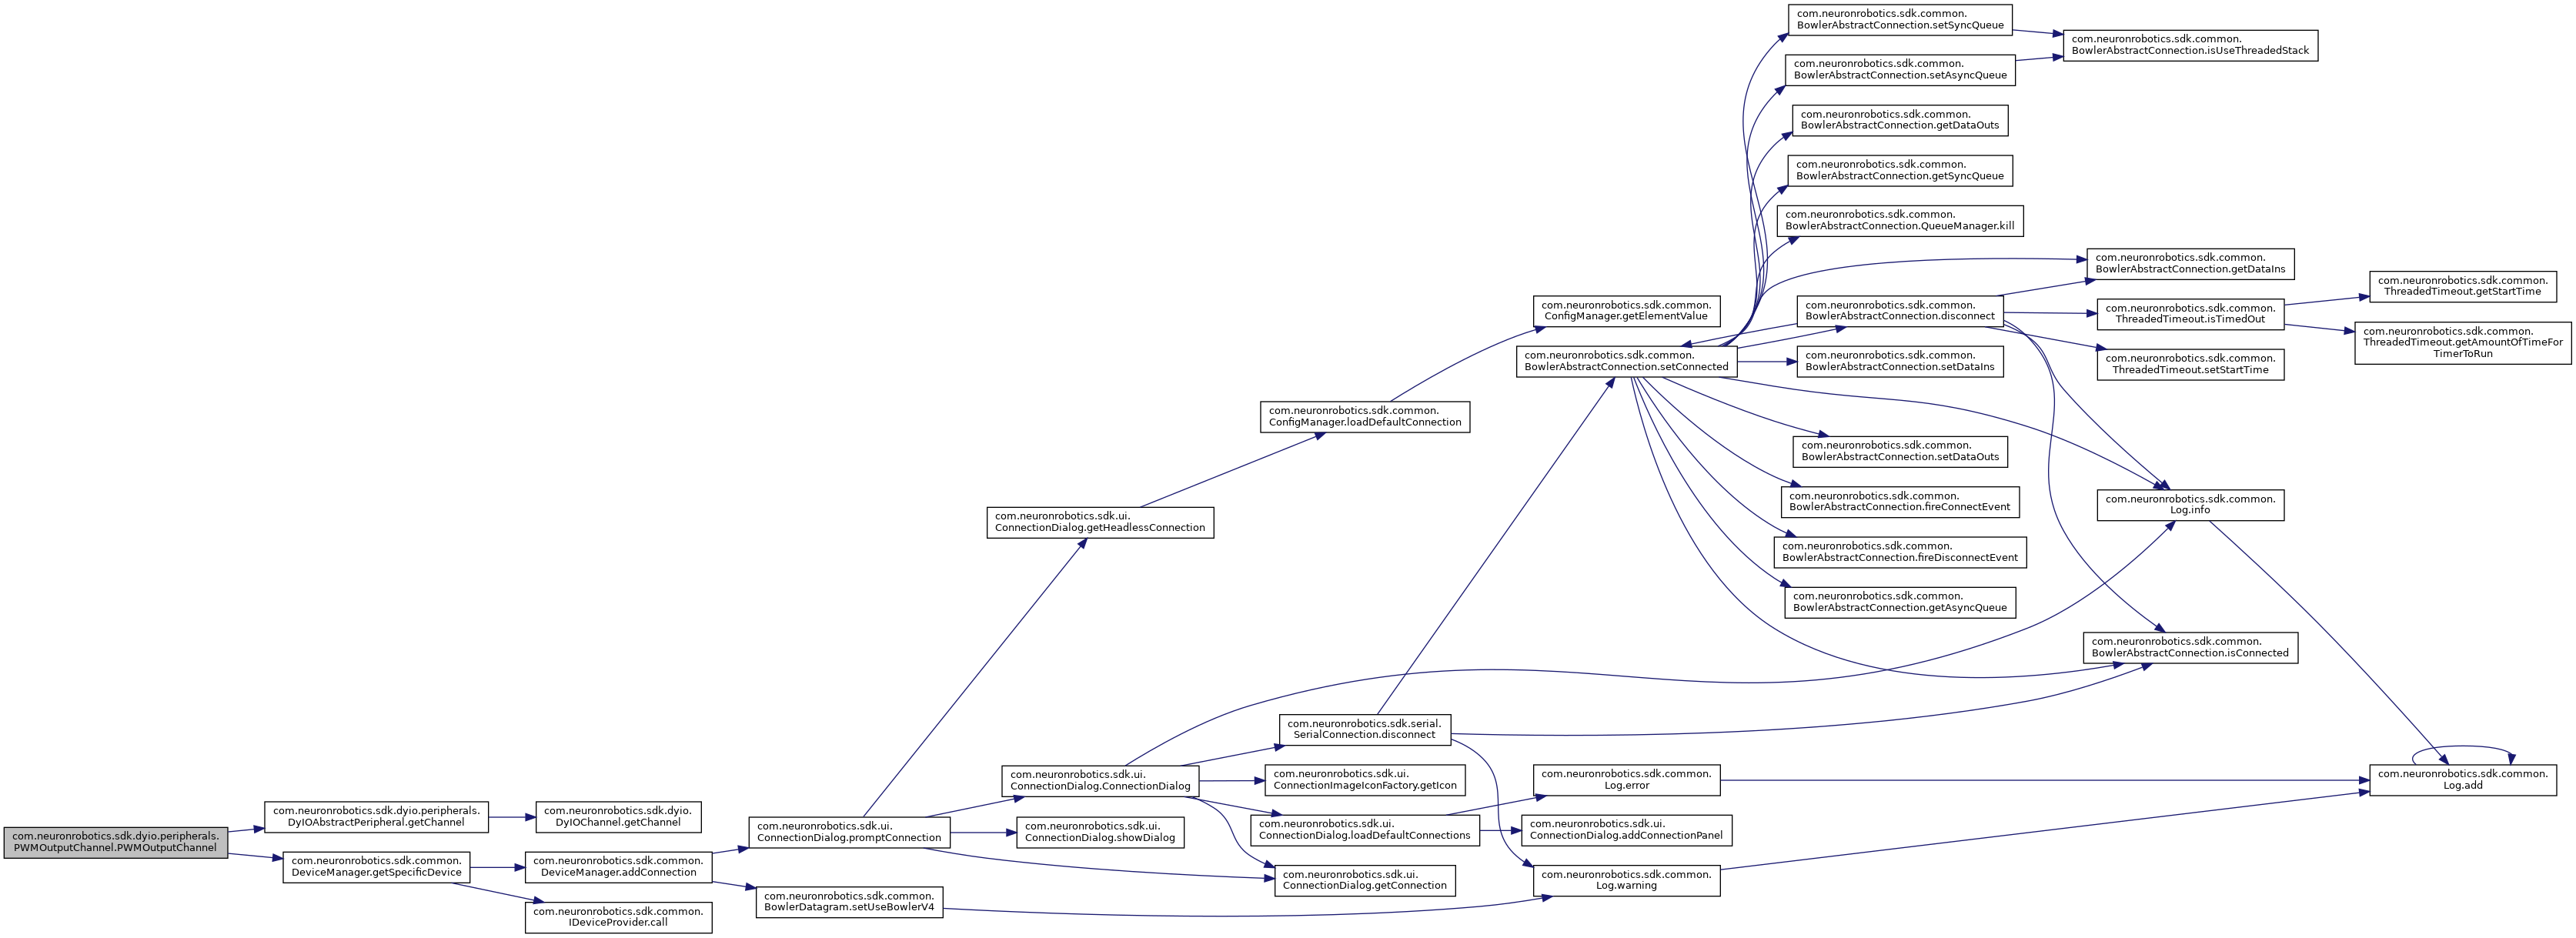 com.neuronrobotics.sdk.dyio.peripherals.
PWMOutputChannel.PWMOutputChannel
com.neuronrobotics.sdk.dyio.peripherals.
DyIOAbstractPeripheral.getChannel
com.neuronrobotics.sdk.common.
DeviceManager.getSpecificDevice
com.neuronrobotics.sdk.dyio.
DyIOChannel.getChannel
com.neuronrobotics.sdk.common.
DeviceManager.addConnection
com.neuronrobotics.sdk.common.
IDeviceProvider.call
com.neuronrobotics.sdk.ui.
ConnectionDialog.promptConnection
com.neuronrobotics.sdk.common.
BowlerDatagram.setUseBowlerV4
com.neuronrobotics.sdk.ui.
ConnectionDialog.getHeadlessConnection
com.neuronrobotics.sdk.ui.
ConnectionDialog.ConnectionDialog
com.neuronrobotics.sdk.ui.
ConnectionDialog.showDialog
com.neuronrobotics.sdk.common.
ConfigManager.loadDefaultConnection
com.neuronrobotics.sdk.serial.
SerialConnection.disconnect
com.neuronrobotics.sdk.ui.
ConnectionImageIconFactory.getIcon
com.neuronrobotics.sdk.ui.
ConnectionDialog.loadDefaultConnections
com.neuronrobotics.sdk.ui.
ConnectionDialog.getConnection
com.neuronrobotics.sdk.common.
ConfigManager.getElementValue
com.neuronrobotics.sdk.common.
BowlerAbstractConnection.setConnected
com.neuronrobotics.sdk.common.
Log.error
com.neuronrobotics.sdk.ui.
ConnectionDialog.addConnectionPanel
com.neuronrobotics.sdk.common.
Log.warning
com.neuronrobotics.sdk.common.
BowlerAbstractConnection.setSyncQueue
com.neuronrobotics.sdk.common.
BowlerAbstractConnection.setAsyncQueue
com.neuronrobotics.sdk.common.
BowlerAbstractConnection.getDataOuts
com.neuronrobotics.sdk.common.
BowlerAbstractConnection.getSyncQueue
com.neuronrobotics.sdk.common.
BowlerAbstractConnection.QueueManager.kill
com.neuronrobotics.sdk.common.
BowlerAbstractConnection.disconnect
com.neuronrobotics.sdk.common.
BowlerAbstractConnection.setDataIns
com.neuronrobotics.sdk.common.
BowlerAbstractConnection.setDataOuts
com.neuronrobotics.sdk.common.
BowlerAbstractConnection.fireConnectEvent
com.neuronrobotics.sdk.common.
BowlerAbstractConnection.fireDisconnectEvent
com.neuronrobotics.sdk.common.
BowlerAbstractConnection.getAsyncQueue
com.neuronrobotics.sdk.common.
BowlerAbstractConnection.isUseThreadedStack
com.neuronrobotics.sdk.common.
BowlerAbstractConnection.getDataIns
com.neuronrobotics.sdk.common.
ThreadedTimeout.isTimedOut
com.neuronrobotics.sdk.common.
ThreadedTimeout.setStartTime
com.neuronrobotics.sdk.common.
Log.info
com.neuronrobotics.sdk.common.
BowlerAbstractConnection.isConnected
com.neuronrobotics.sdk.common.
ThreadedTimeout.getStartTime
com.neuronrobotics.sdk.common.
ThreadedTimeout.getAmountOfTimeFor
TimerToRun
com.neuronrobotics.sdk.common.
Log.add